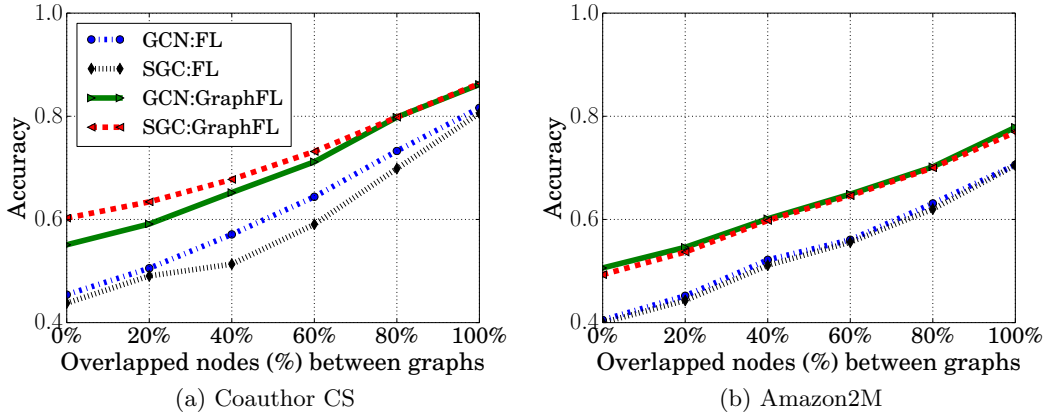 1.0
0.8
0.6
0.4
Accuracy
GCN:FL
SGC:FL
GCN:GraphFL
SGC:GraphFL
0% 20% 40% 60% 80% 100%
Overlapped nodes (%) between graphs
(a) Coauthor CS
1.0
0.8
0.6
0.4
Accuracy
0% 20% 40% 60% 80% 100%
Overlapped nodes (%) between graphs
(b) Amazon2M